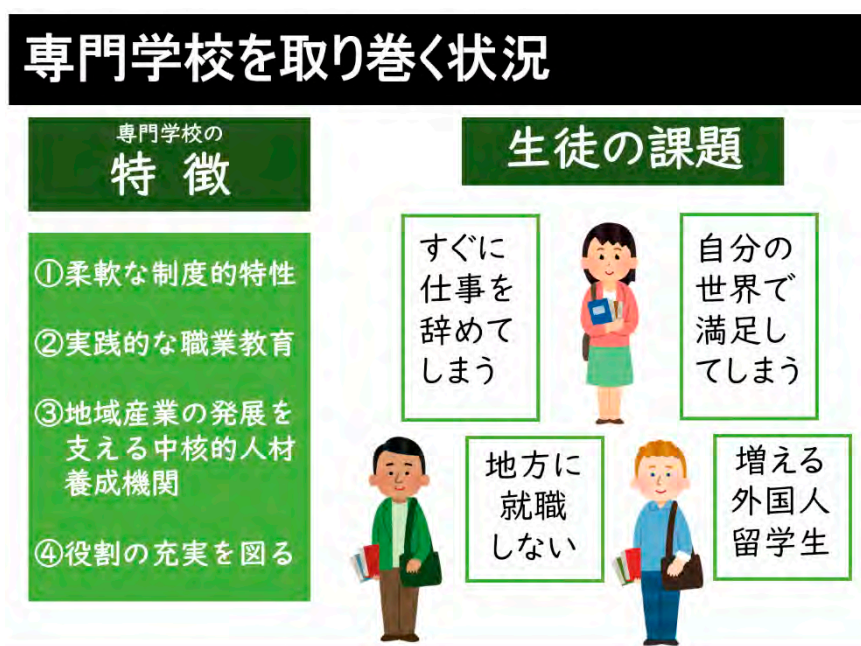 専門学校を取り巻く状況
専門学校の
特徴
①柔軟な制度的特性
②実践的な職業教育
③地域産業の発展を
支える中核的人材
養成機関
④役割の充実を図る
生徒の課題
すぐに
仕事を
辞めて
しまう
自分の
世界で
満足し
てしまう
地方に
就職
しない
増える
外国人
留学生